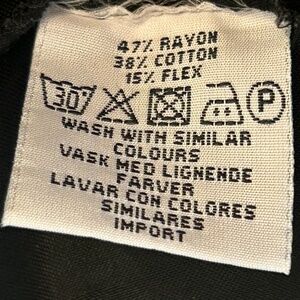 47% RAYON
38% COTTON
15% FLEX
30 P
WASH WITH SIMILAR
COLOURS
VASK MED LIGNENDE
FARVER
LAVAR CON COLORES
SIMILARES
IMPORT